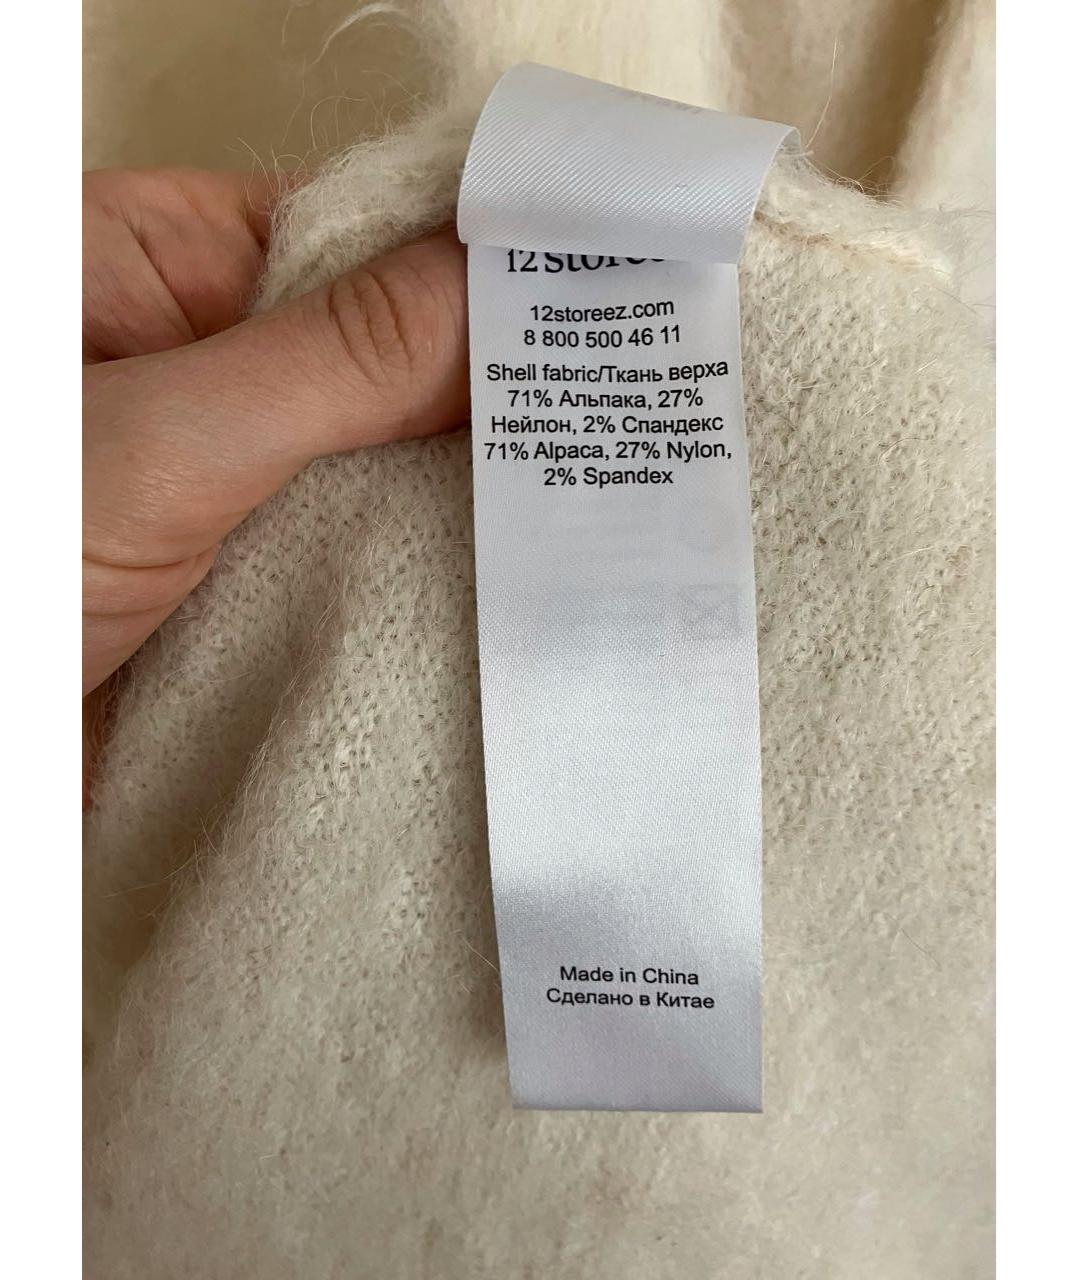 12storeez.com
8 800 500 46 11
Shell fabric/Ткань верха
71% Альпака, 27%
Нейлон, 2% Спандекс
71% Alpaca, 27% Nylon,
2% Spandex
Made in China
Сделано в Китае